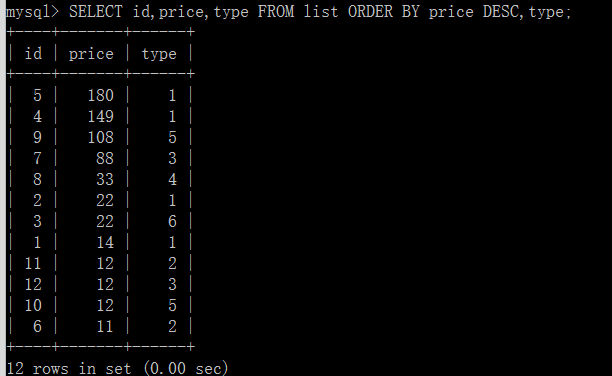 mysql> SELECT id,price,type FROM list ORDER BY price DESC,type;
+----+-------+------+
| id | price | type |
+----+-------+------+
|  5 |   180 |    1 |
|  4 |   149 |    1 |
|  9 |   108 |    5 |
|  7 |    88 |    3 |
|  8 |    33 |    4 |
|  2 |    22 |    1 |
|  3 |    22 |    6 |
|  1 |    14 |    1 |
| 11 |    12 |    2 |
| 12 |    12 |    3 |
| 10 |    12 |    5 |
|  6 |    11 |    2 |
+----+-------+------+
12 rows in set (0.00 sec)